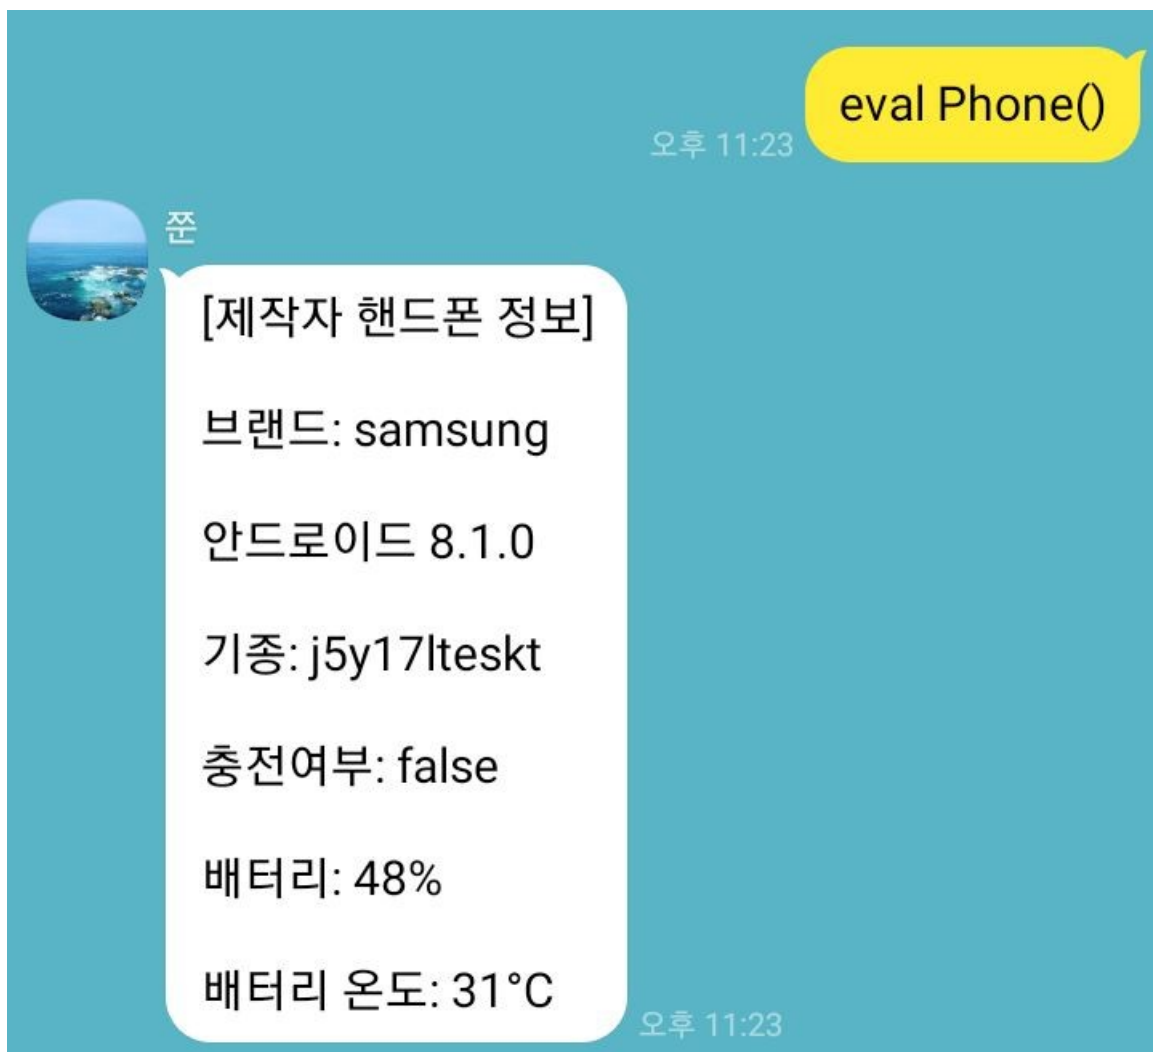 eval Phone()
오후 11:23
쭌
[제작자 핸드폰 정보]
브랜드: samsung
안드로이드 8.1.0
기종: j5y17lteskt
충전여부: false
배터리: 48%
배터리 온도: 31°C
오후 11:23